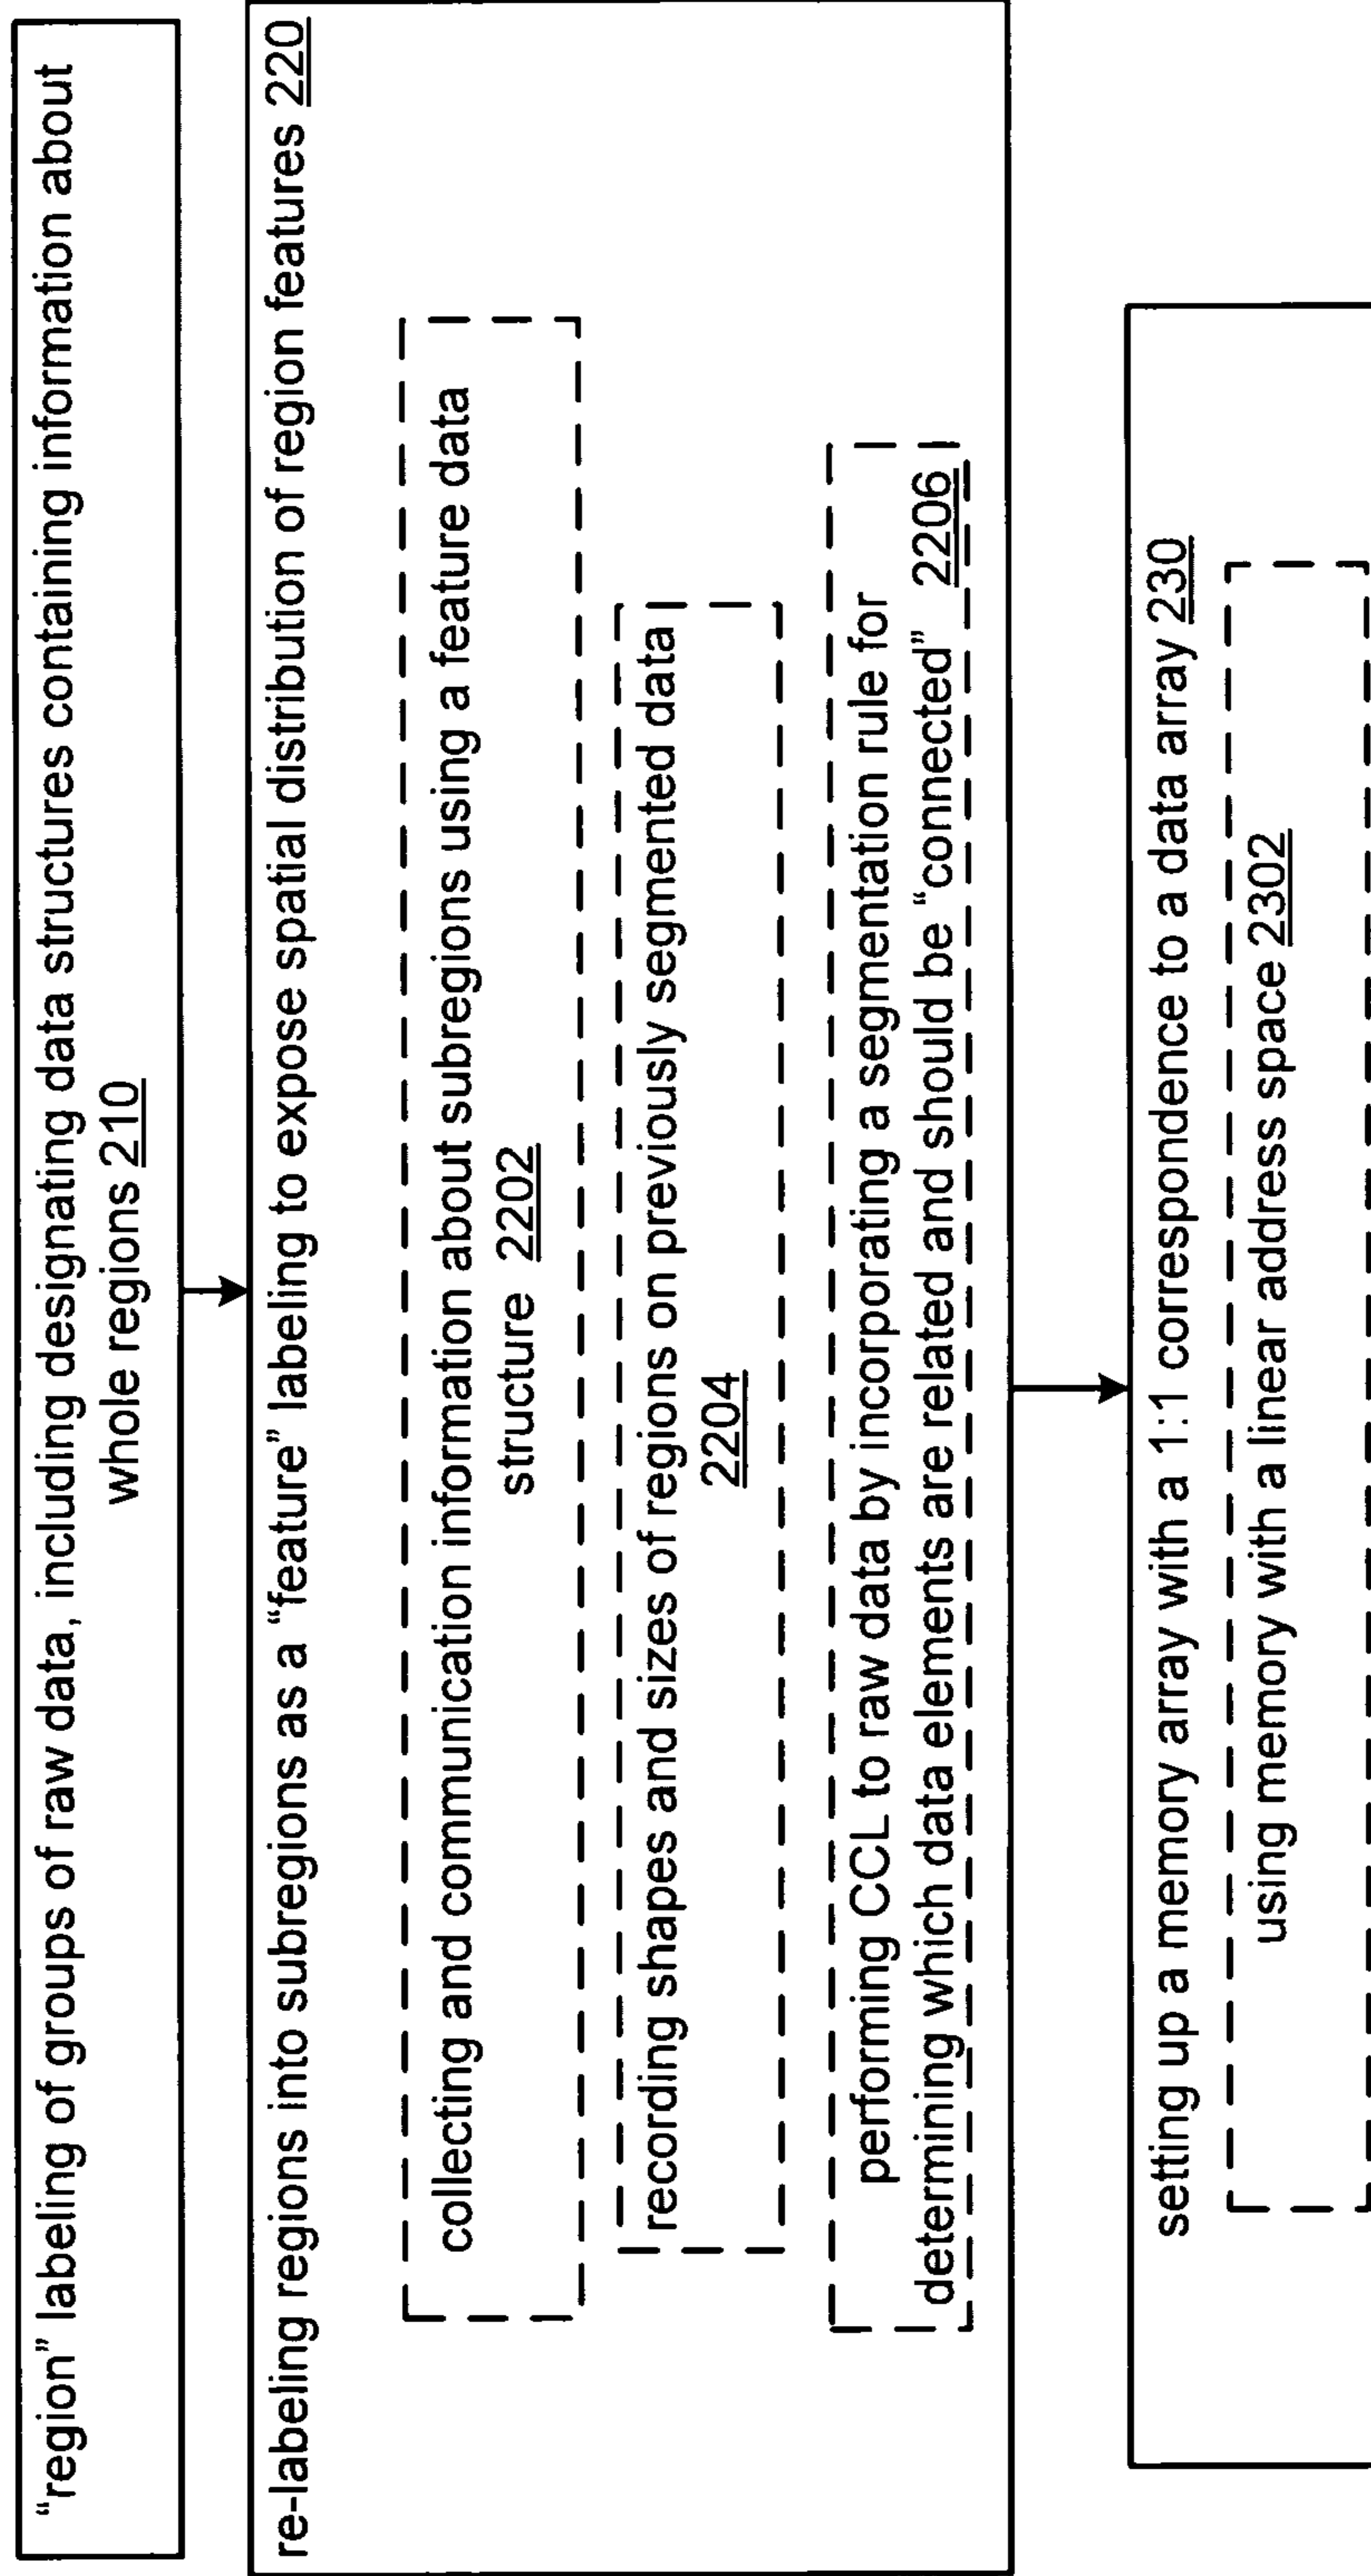 “region” labeling of groups of raw data, including designating data structures containing information about
whole regions 210
re-labeling regions into subregions as a “feature” labeling to expose spatial distribution of region features 220
collecting and communication information about subregions using a feature data
structure 2202
recording shapes and sizes of regions on previously segmented data
2204
performing CCL to raw data by incorporating a segmentation rule for
determining which data elements are related and should be “connected” 2206
setting up a memory array with a 1:1 correspondence to a data array 230
using memory with a linear address space 2302